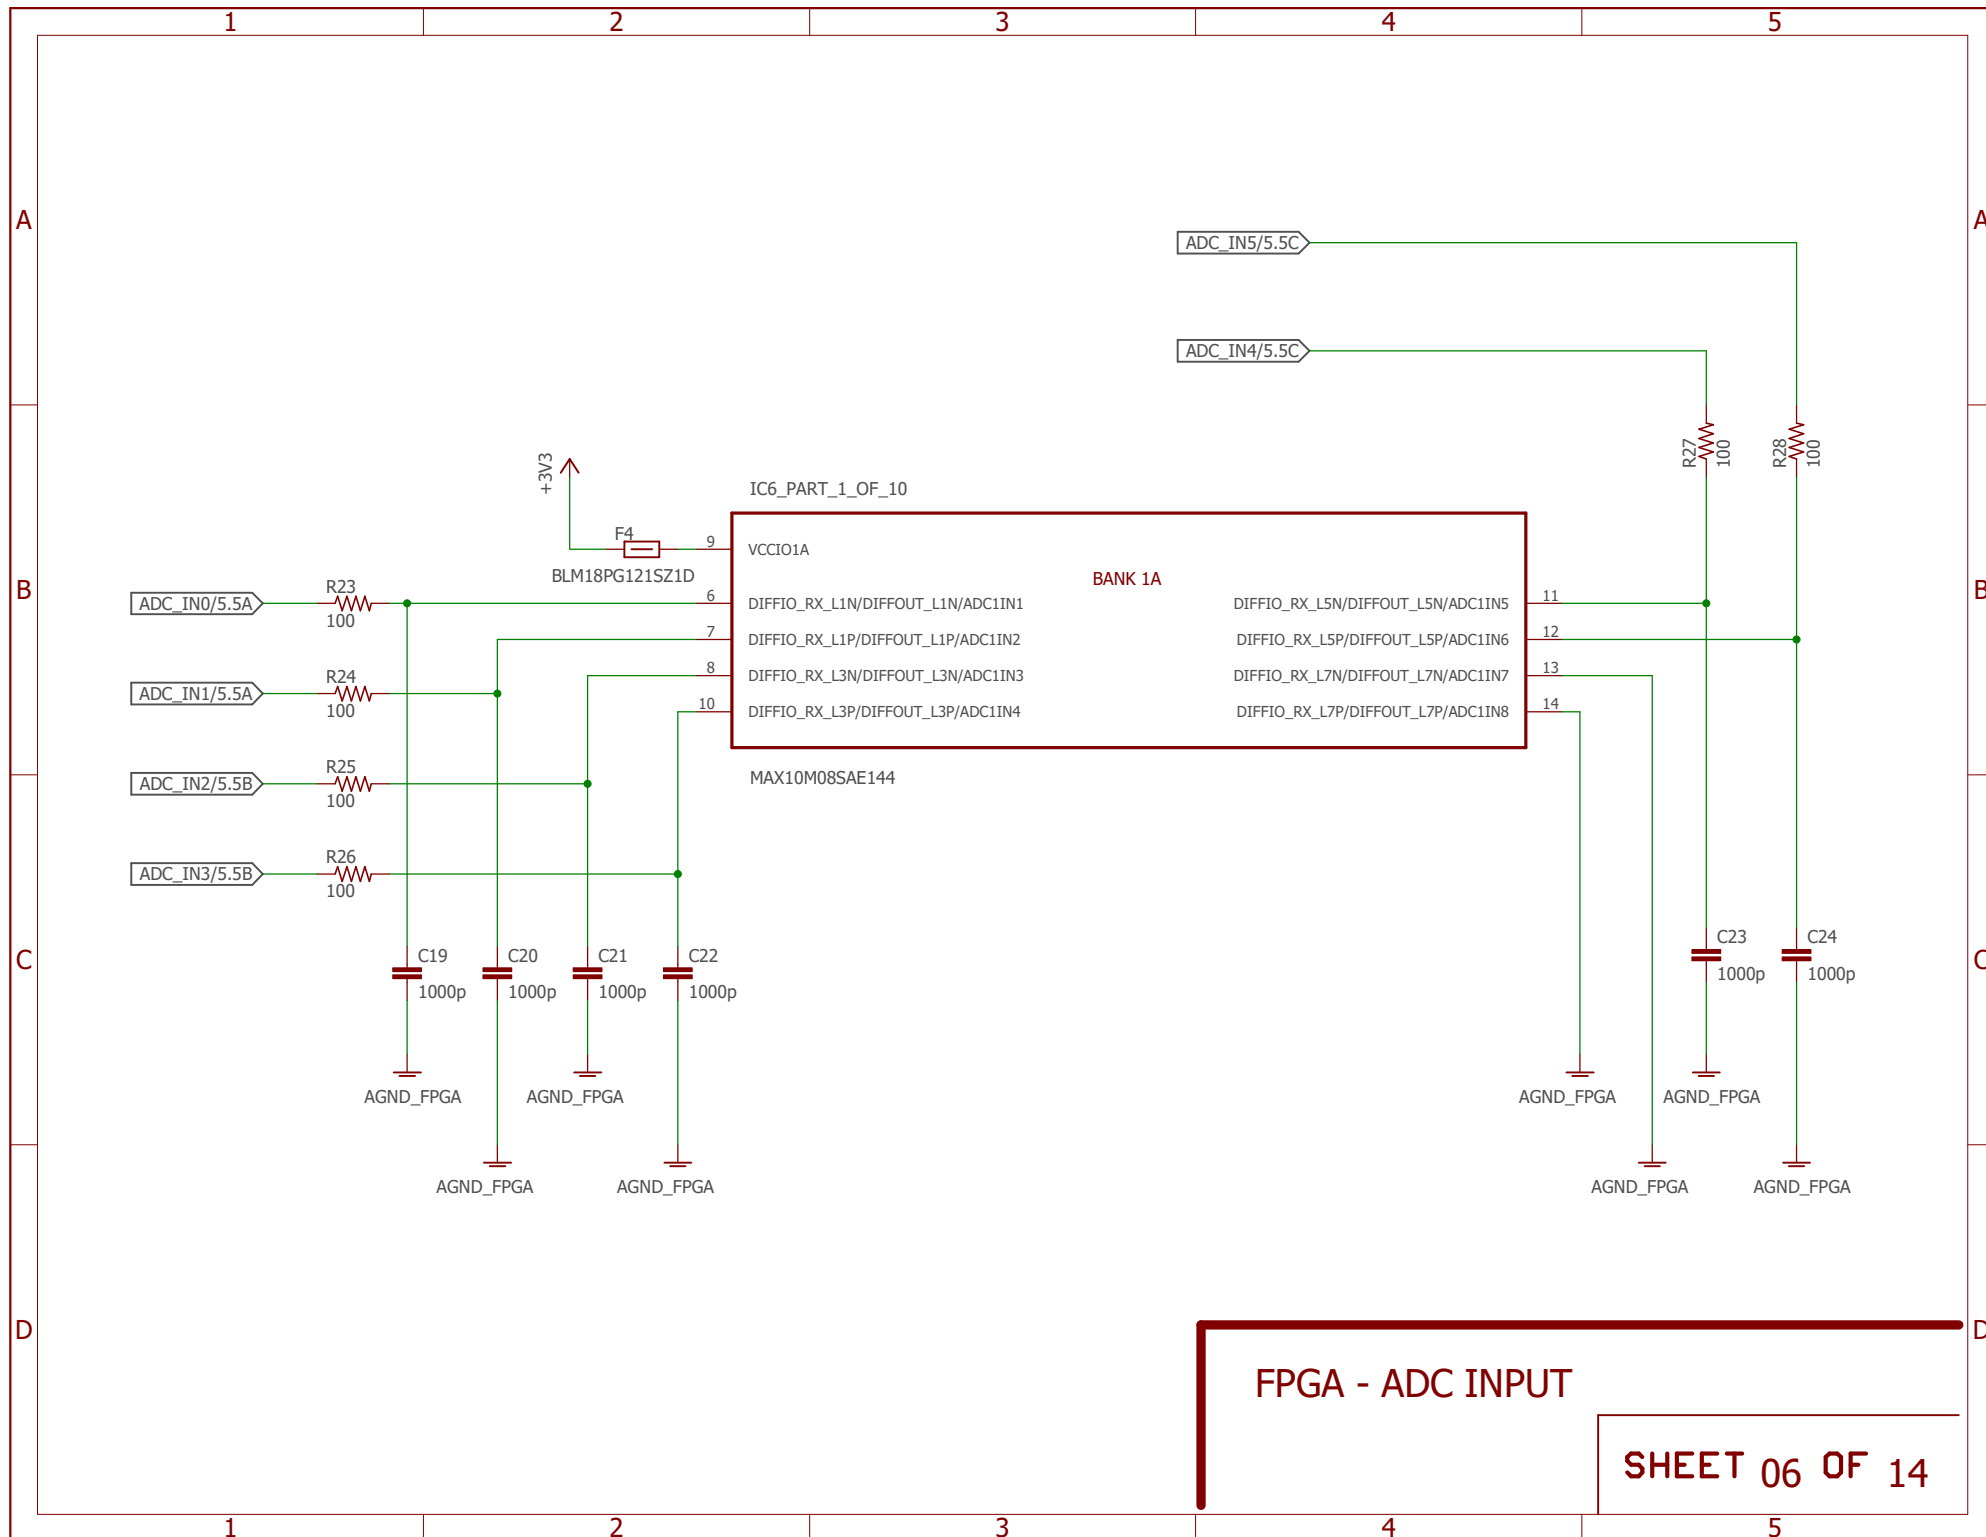 1 2 3 4 5
A A
ADC_IN5/5.5C
ADC_IN4/5.5C
R27 100 R28 100
+3V3
IC6_PART_1_OF_10
F4 9 VCCIO1A
BLM18PG121SZ1D
BANK 1A
B B
ADC_IN0/5.5A R23 100
6 DIFFIO_RX_L1N/DIFFOUT_L1N/ADC1IN1 DIFFIO_RX_L5N/DIFFOUT_L5N/ADC1IN5 11
7 DIFFIO_RX_L1P/DIFFOUT_L1P/ADC1IN2 DIFFIO_RX_L5P/DIFFOUT_L5P/ADC1IN6 12
8 DIFFIO_RX_L3N/DIFFOUT_L3N/ADC1IN3 DIFFIO_RX_L7N/DIFFOUT_L7N/ADC1IN7 13
10 DIFFIO_RX_L3P/DIFFOUT_L3P/ADC1IN4 DIFFIO_RX_L7P/DIFFOUT_L7P/ADC1IN8 14
ADC_IN1/5.5A R24 100
MAX10M08SAE144
ADC_IN2/5.5B R25 100
ADC_IN3/5.5B R26 100
C C
C19 C20 C21 C22 C23 C24
1000p 1000p 1000p 1000p 1000p 1000p
AGND_FPGA AGND_FPGA AGND_FPGA AGND_FPGA
AGND_FPGA AGND_FPGA AGND_FPGA AGND_FPGA
D D
FPGA - ADC INPUT
SHEET 06 OF 14
1 2 3 4 5